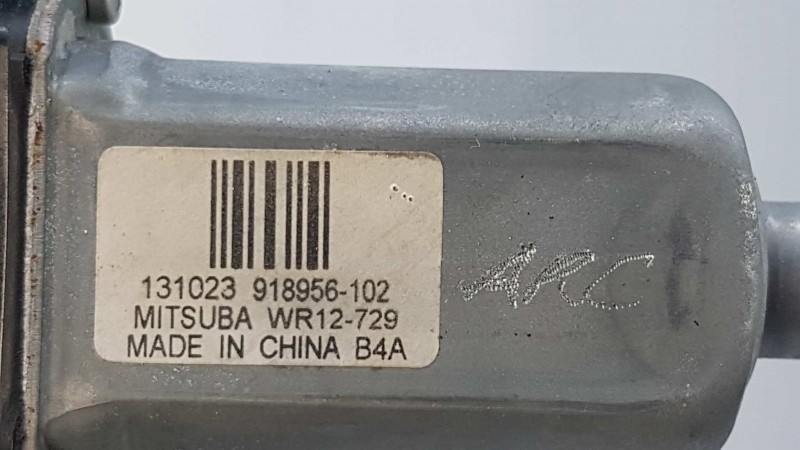 131023 918956-102
MITSUBA WR12-729
MADE IN CHINA B4A
ARC